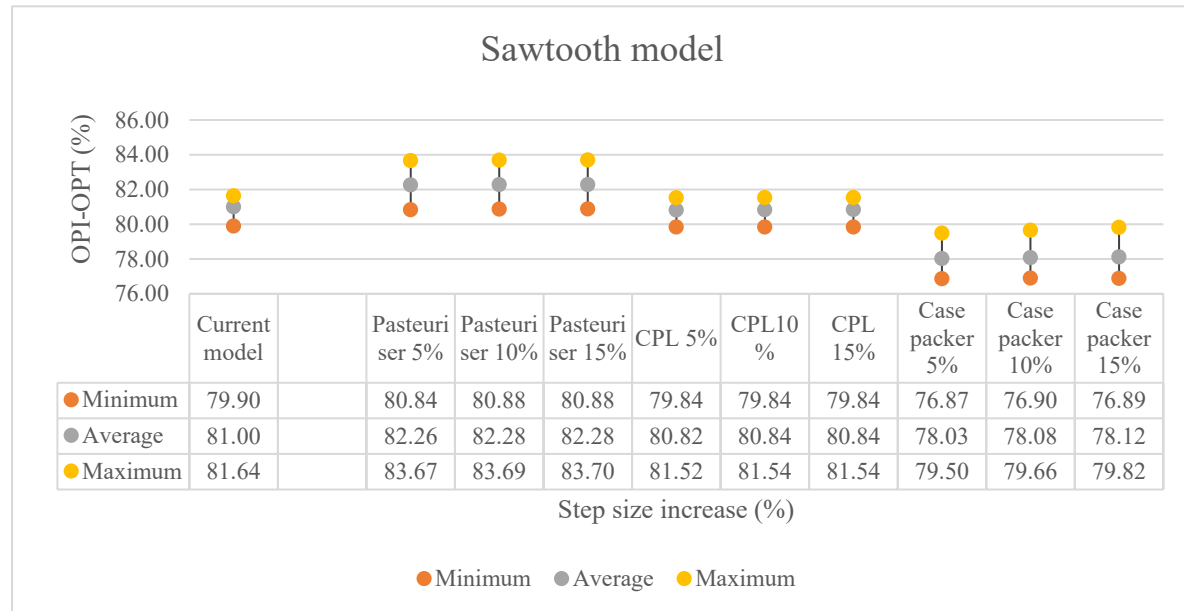 Sawtooth model
OPI-OPT (%)
86.00
84.00
82.00
80.00
78.00
76.00
Current
model
Pasteuri
ser 5%
Pasteuri
ser 10%
Pasteuri
ser 15%
CPL 5%
CPL10
%
CPL
15%
Case
packer
5%
Case
packer
10%
Case
packer
15%
Minimum 79.90 80.84 80.88 80.88 79.84 79.84 79.84 76.87 76.90 76.89
Average 81.00 82.26 82.28 82.28 80.82 80.84 80.84 78.03 78.08 78.12
Maximum 81.64 83.67 83.69 83.70 81.52 81.54 81.54 79.50 79.66 79.82
Step size increase (%)
Minimum Average Maximum